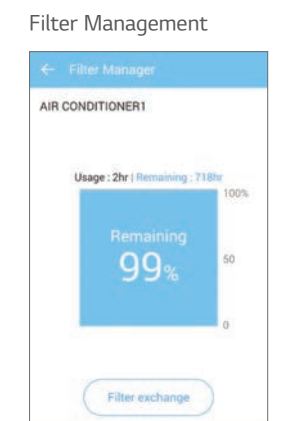 Filter Management
← Filter Manager
AIR CONDITIONER1
Usage : 2hr | Remaining : 718hr
100%
Remaining
99%
50
0
Filter exchange